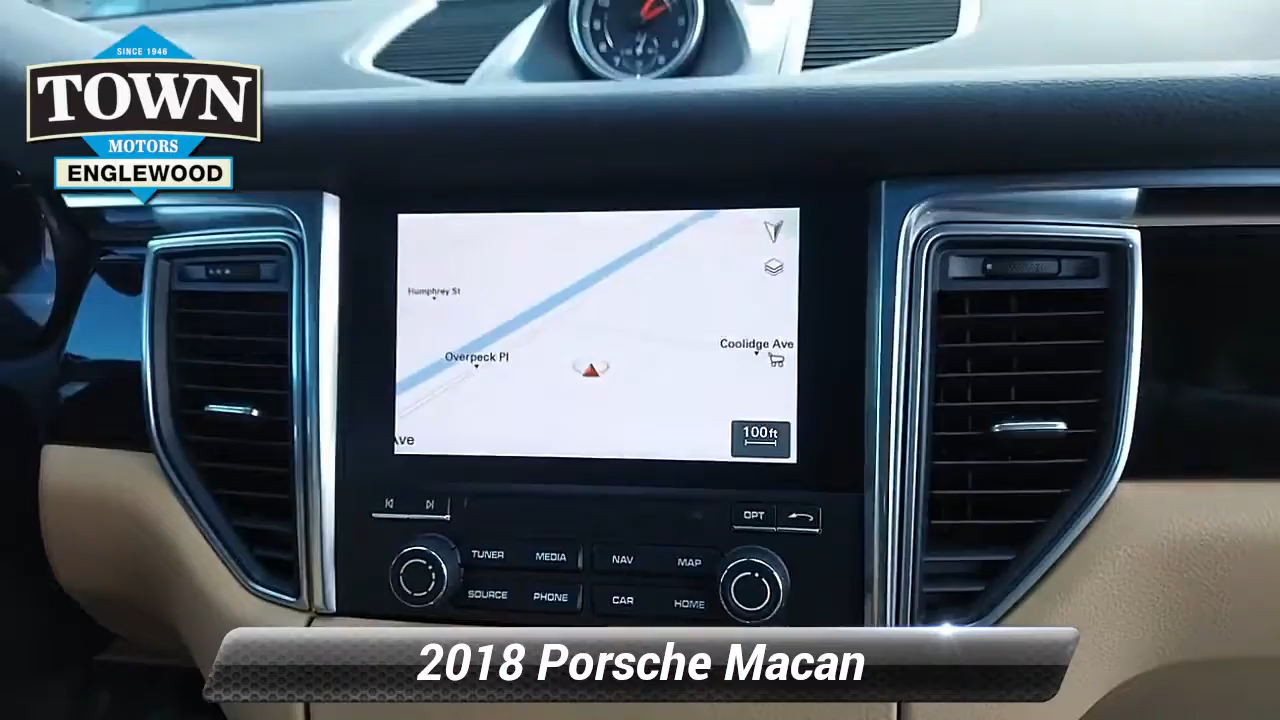 SINCE 1946
TOWN
MOTORS
ENGLEWOOD
Humphrey St
Overpeck Pl
Coolidge Ave
Ave
100ft
OPT
TUNER MEDIA NAV MAP
SOURCE PHONE CAR HOME
2018 Porsche Macan